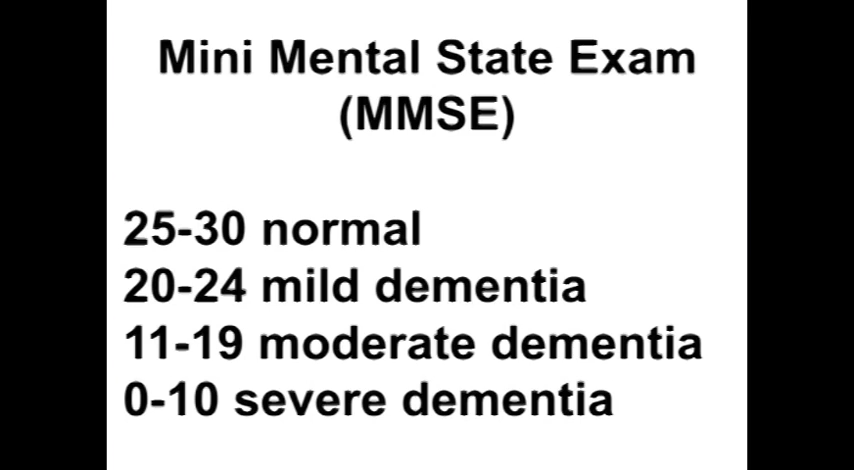 Mini Mental State Exam
(MMSE)
25-30 normal
20-24 mild dementia
11-19 moderate dementia
0-10 severe dementia